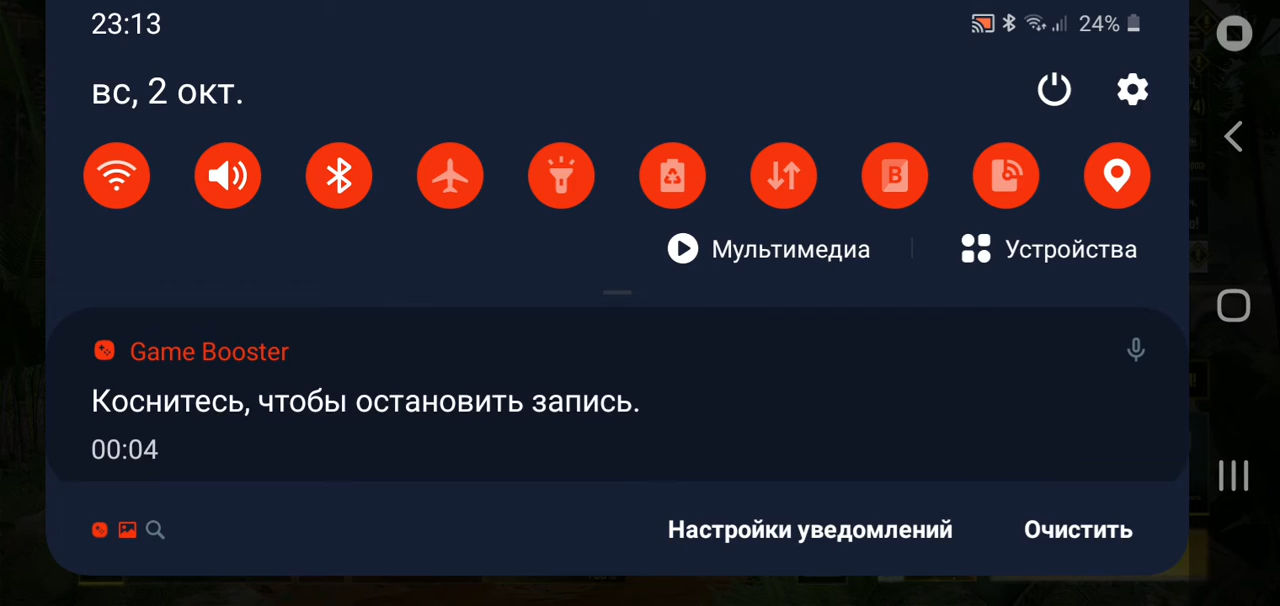 23:13
24%
вс, 2 окт.
B
Мультимедиа
Устройства
Game Booster
Коснитесь, чтобы остановить запись.
00:04
Настройки уведомлений
Очистить